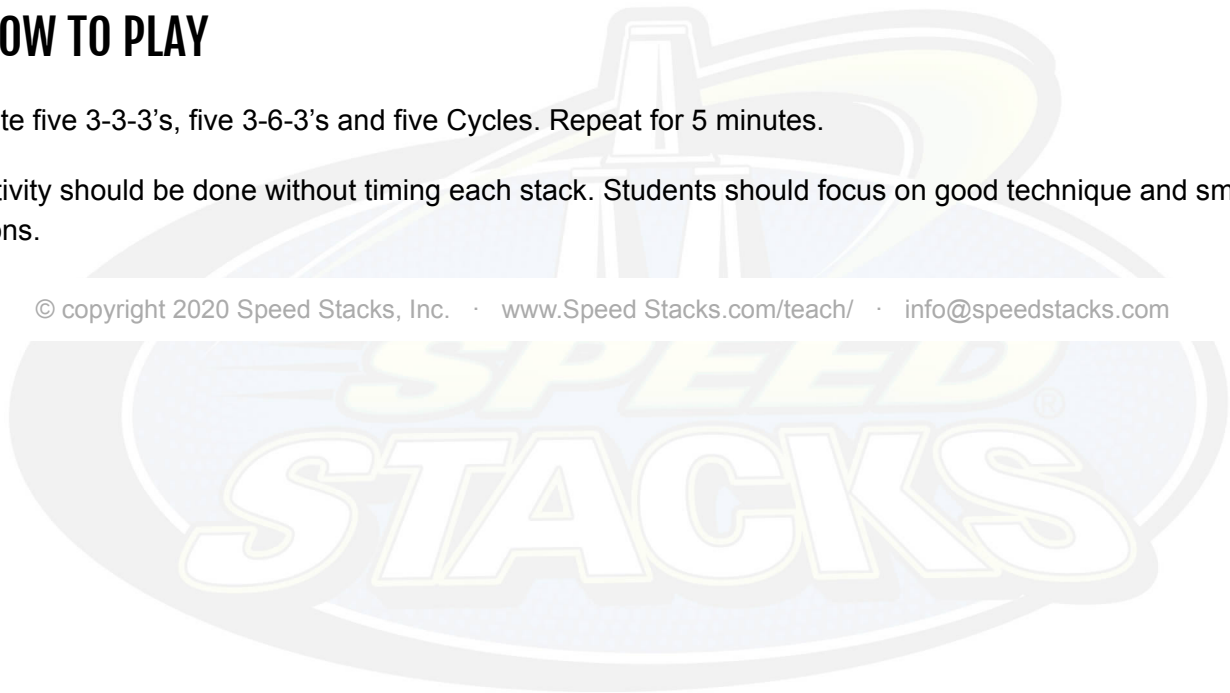 OW TO PLAY
te five 3-3-3’s, five 3-6-3’s and five Cycles. Repeat for 5 minutes.
tivity should be done without timing each stack. Students should focus on good technique and sm
ons.
© copyright 2020 Speed Stacks, Inc. · www.Speed Stacks.com/teach/ · info@speedstacks.com
SPEED
STACKS®